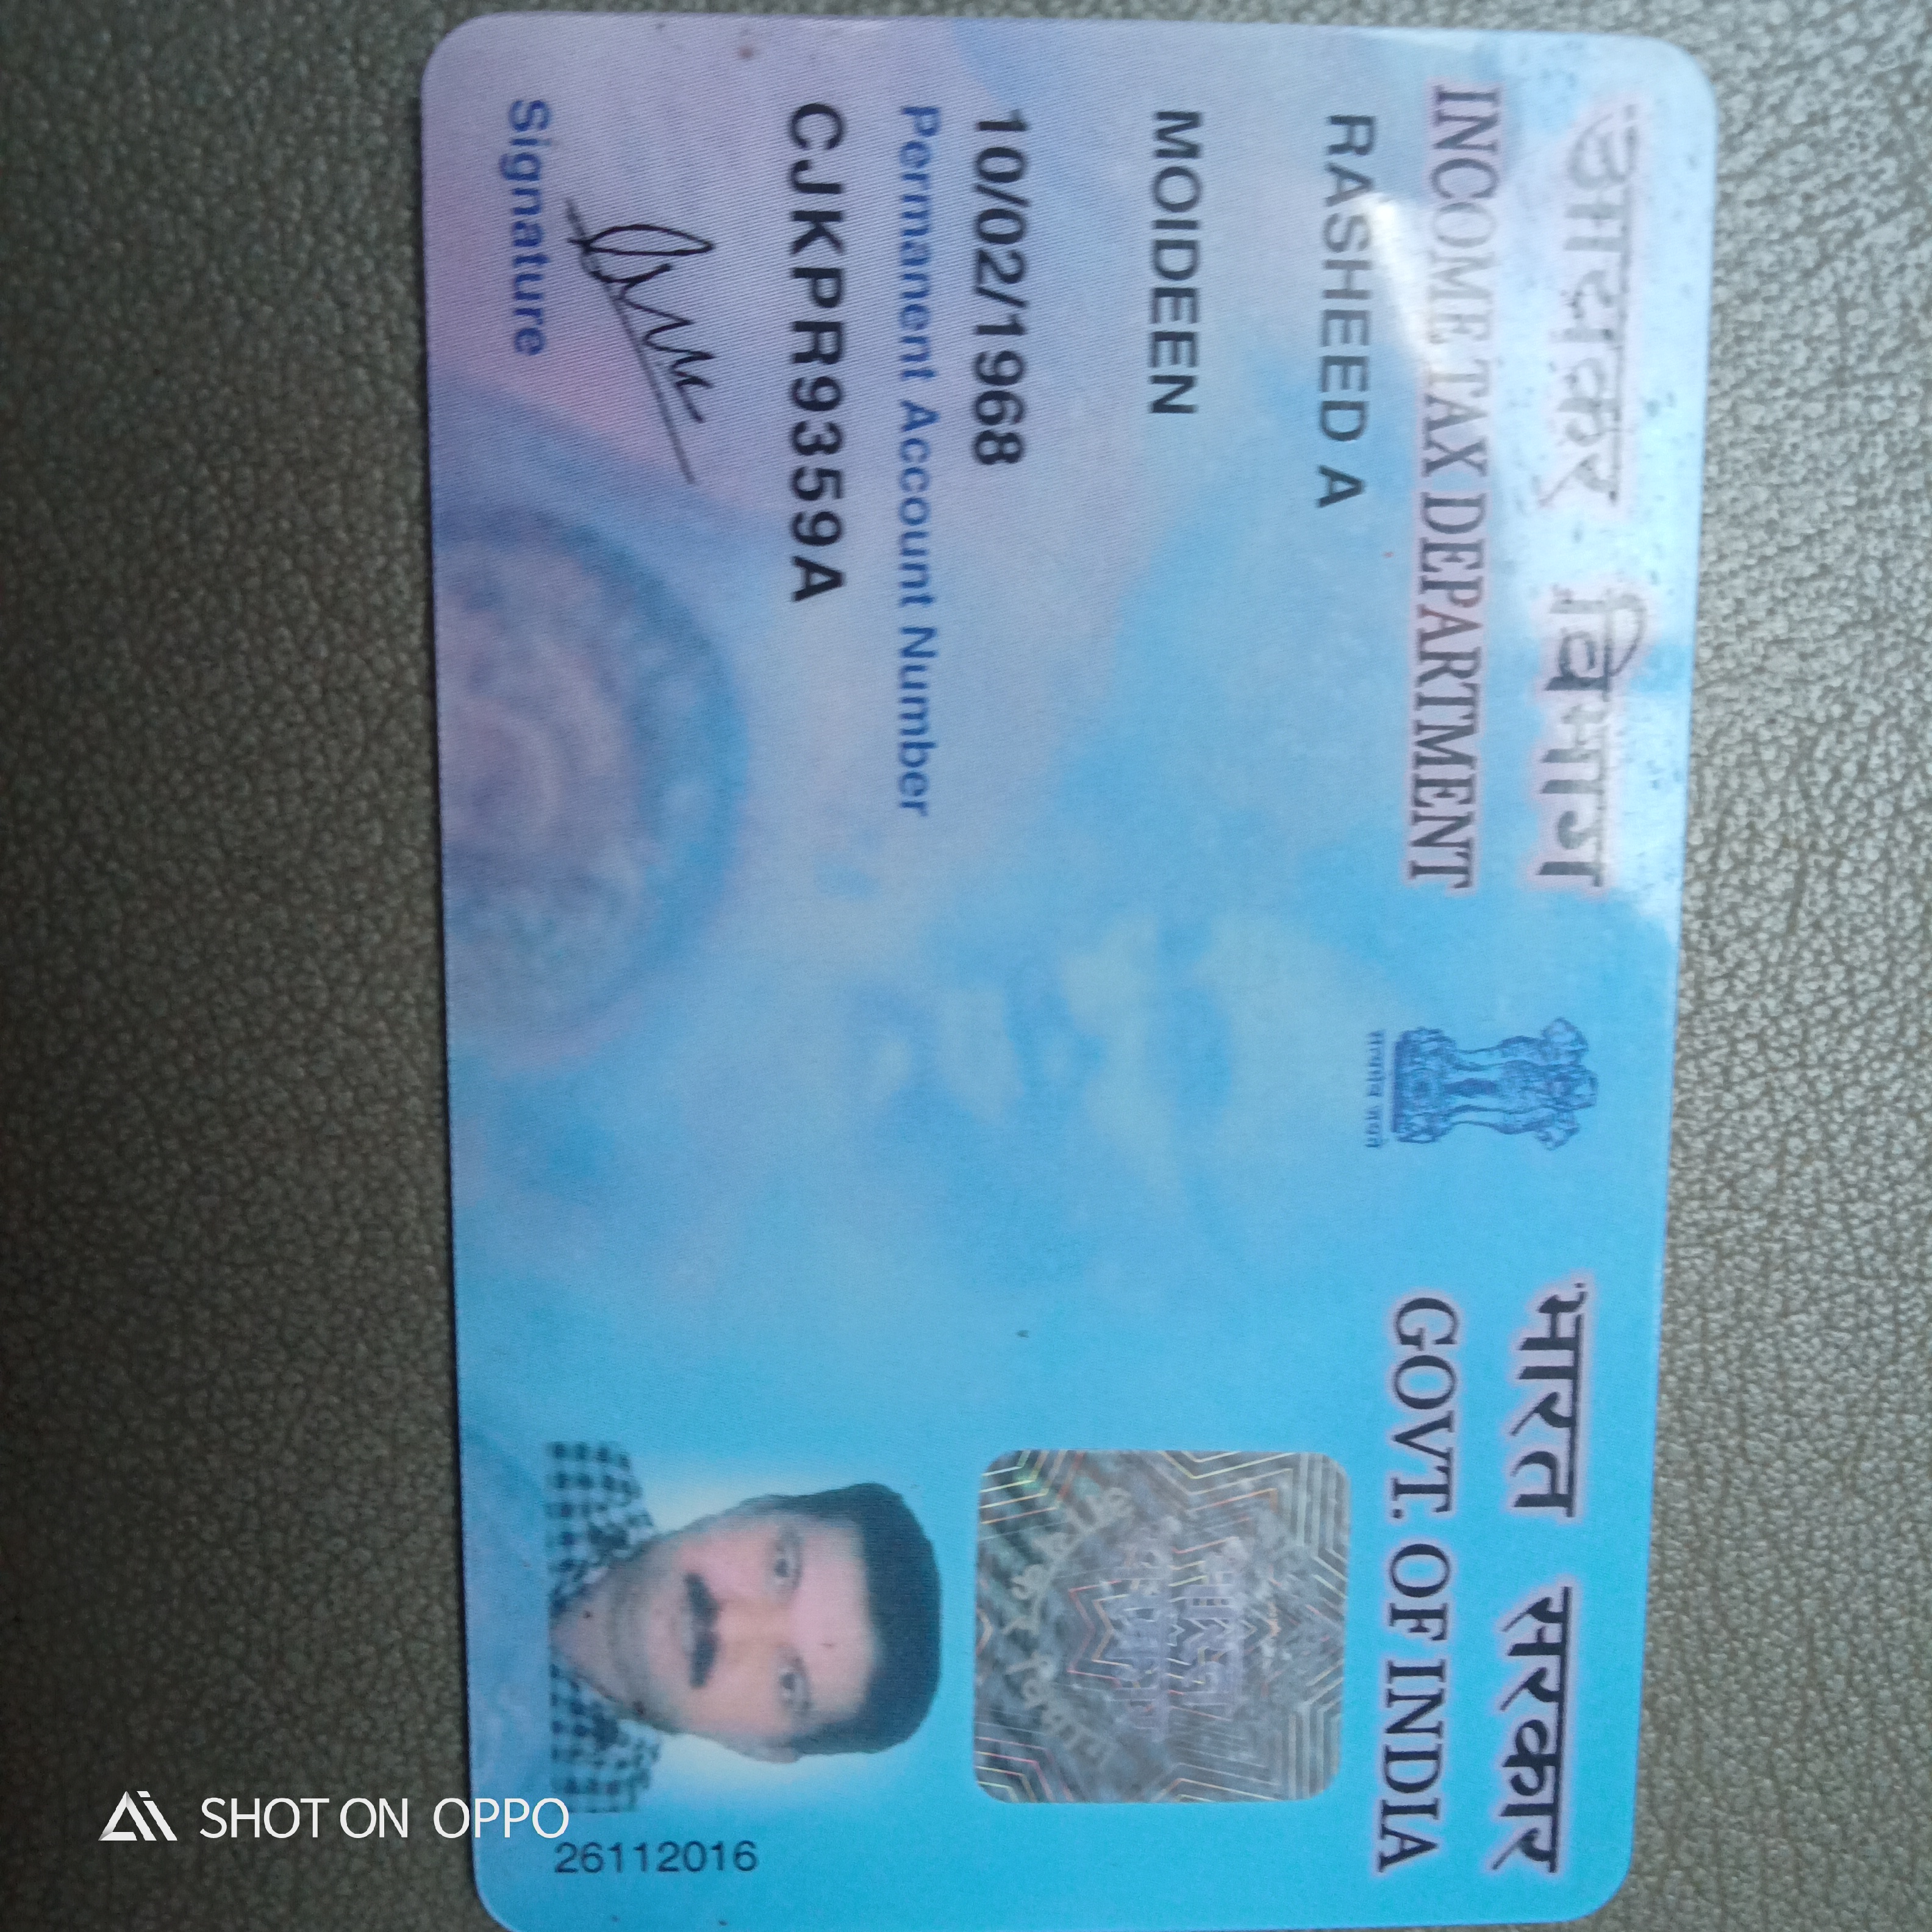 आयकर विभाग
INCOME TAX DEPARTMENT
सत्यमेव जयते
भारत सरकार
GOVT. OF INDIA
RASHEED A
MOIDEEN
10/02/1968
Permanent Account Number
CJKPR9359A
Signature
26112016
SHOT ON OPPO